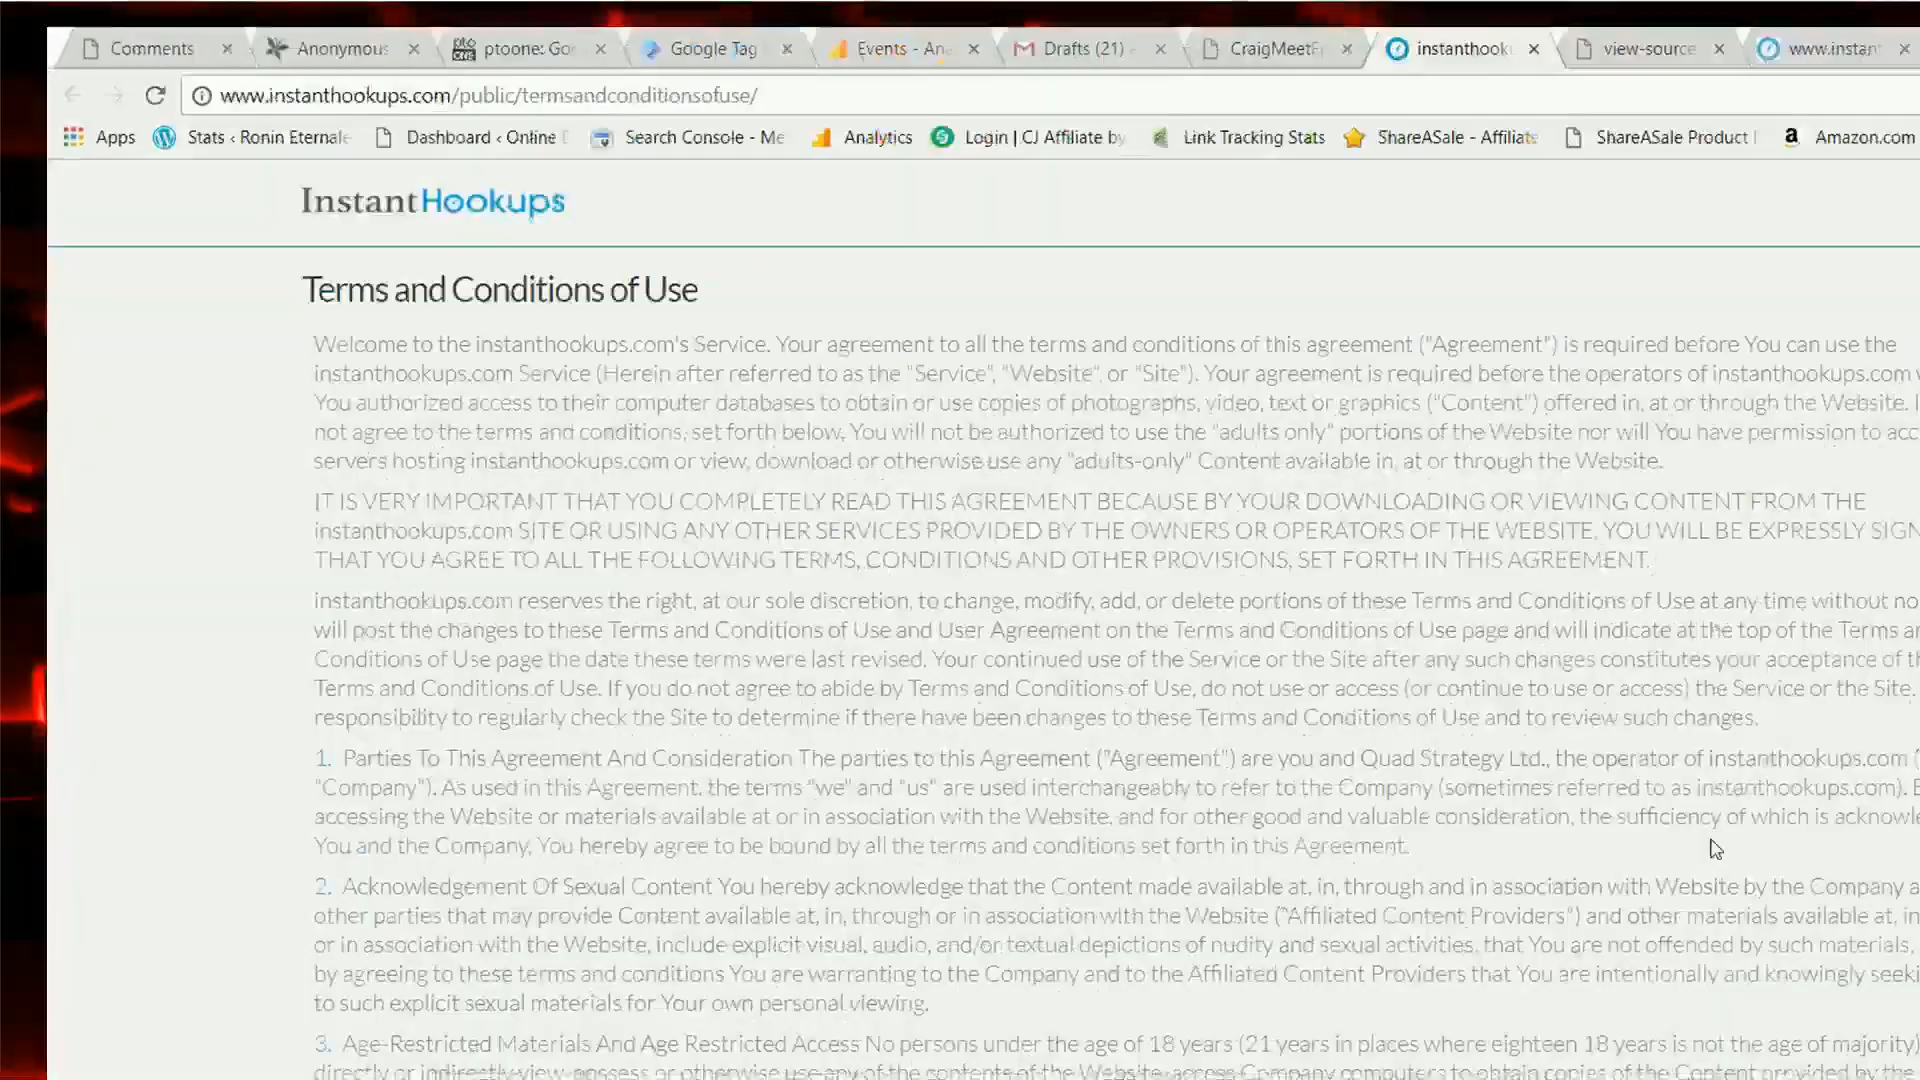 Comments
Anonymous
ptoone: Go
Google Tag
Events - An
Drafts (21) -
CraigMeetF
instanthook
view-source
www.instant
www.instanthookups.com/public/termsandconditionsofuse/
Apps
Stats ‹ Ronin Eternale
Dashboard ‹ Online
Search Console - Me
Analytics
Login | CJ Affiliate by
Link Tracking Stats
ShareASale - Affiliate
ShareASale Product
Amazon.com
InstantHookups
Terms and Conditions of Use
Welcome to the instanthookups.com's Service. Your agreement to all the terms and conditions of this agreement ("Agreement") is required before You can use the
instanthookups.com Service (Herein after referred to as the "Service", "Website", or "Site"). Your agreement is required before the operators of instanthookups.com
You authorized access to their computer databases to obtain or use copies of photographs, video, text or graphics ("Content") offered in, at or through the Website.
not agree to the terms and conditions, set forth below, You will not be authorized to use the "adults only" portions of the Website nor will You have permission to acc
servers hosting instanthookups.com or view, download or otherwise use any "adults-only" Content available in, at or through the Website.
IT IS VERY IMPORTANT THAT YOU COMPLETELY READ THIS AGREEMENT BECAUSE BY YOUR DOWNLOADING OR VIEWING CONTENT FROM THE
instanthookups.com SITE OR USING ANY OTHER SERVICES PROVIDED BY THE OWNERS OR OPERATORS OF THE WEBSITE, YOU WILL BE EXPRESSLY SIGN
THAT YOU AGREE TO ALL THE FOLLOWING TERMS, CONDITIONS AND OTHER PROVISIONS, SET FORTH IN THIS AGREEMENT.
instanthookups.com reserves the right, at our sole discretion, to change, modify, add, or delete portions of these Terms and Conditions of Use at any time without no
will post the changes to these Terms and Conditions of Use and User Agreement on the Terms and Conditions of Use page and will indicate at the top of the Terms an
Conditions of Use page the date these terms were last revised. Your continued use of the Service or the Site after any such changes constitutes your acceptance of th
Terms and Conditions of Use. If you do not agree to abide by Terms and Conditions of Use, do not use or access (or continue to use or access) the Service or the Site.
responsibility to regularly check the Site to determine if there have been changes to these Terms and Conditions of Use and to review such changes.
1. Parties To This Agreement And Consideration The parties to this Agreement ("Agreement") are you and Quad Strategy Ltd., the operator of instanthookups.com (
"Company"). As used in this Agreement, the terms "we" and "us" are used interchangeably to refer to the Company (sometimes referred to as instanthookups.com). B
accessing the Website or materials available at or in association with the Website, and for other good and valuable consideration, the sufficiency of which is acknowle
You and the Company, You hereby agree to be bound by all the terms and conditions set forth in this Agreement.
2. Acknowledgement Of Sexual Content You hereby acknowledge that the Content made available at, in, through and in association with Website by the Company a
other parties that may provide Content available at, in, through or in association with the Website ("Affiliated Content Providers") and other materials available at, in
or in association with the Website, include explicit visual, audio, and/or textual depictions of nudity and sexual activities, that You are not offended by such materials,
by agreeing to these terms and conditions You are warranting to the Company and to the Affiliated Content Providers that You are intentionally and knowingly seeki
to such explicit sexual materials for Your own personal viewing.
3. Age-Restricted Materials And Age Restricted Access No persons under the age of 18 years (21 years in places where eighteen 18 years is not the age of majority)
directly or indirectly view, possess or otherwise use any of the contents of the Website, access Company computers to obtain copies of the Content provided by the